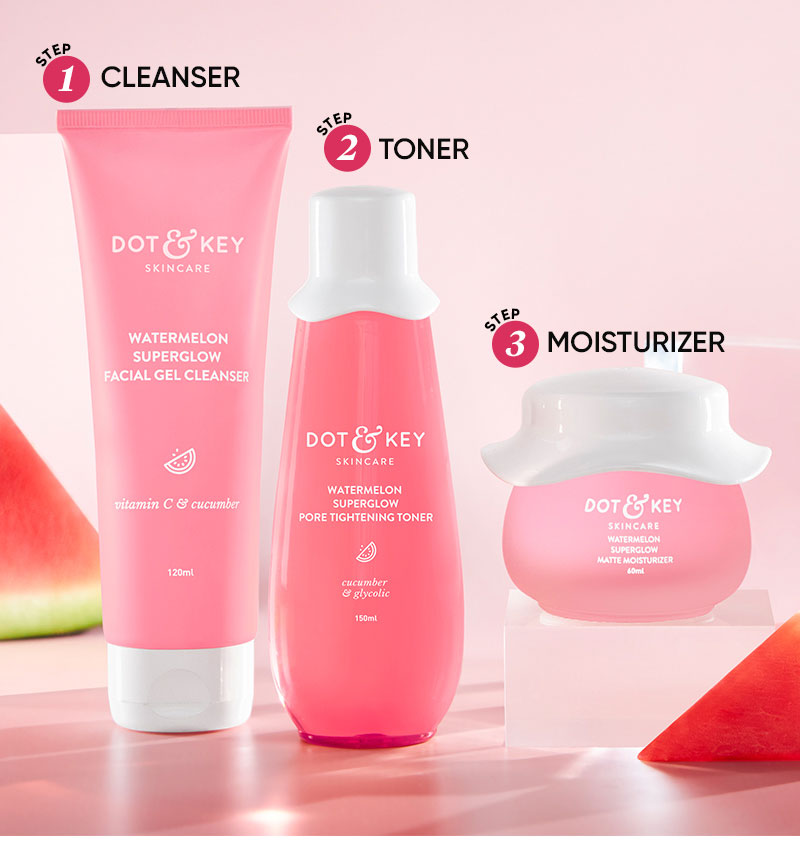 STEP
1 CLEANSER
STEP
2 TONER
STEP
3 MOISTURIZER
DOT & KEY
SKINCARE
WATERMELON
SUPERGLOW
FACIAL GEL CLEANSER
vitamin C & cucumber
120ml
DOT & KEY
SKINCARE
WATERMELON
SUPERGLOW
PORE TIGHTENING TONER
cucumber
& glycolic
150ml
DOT & KEY
SKINCARE
WATERMELON
SUPERGLOW
MATTE MOISTURIZER
60ml